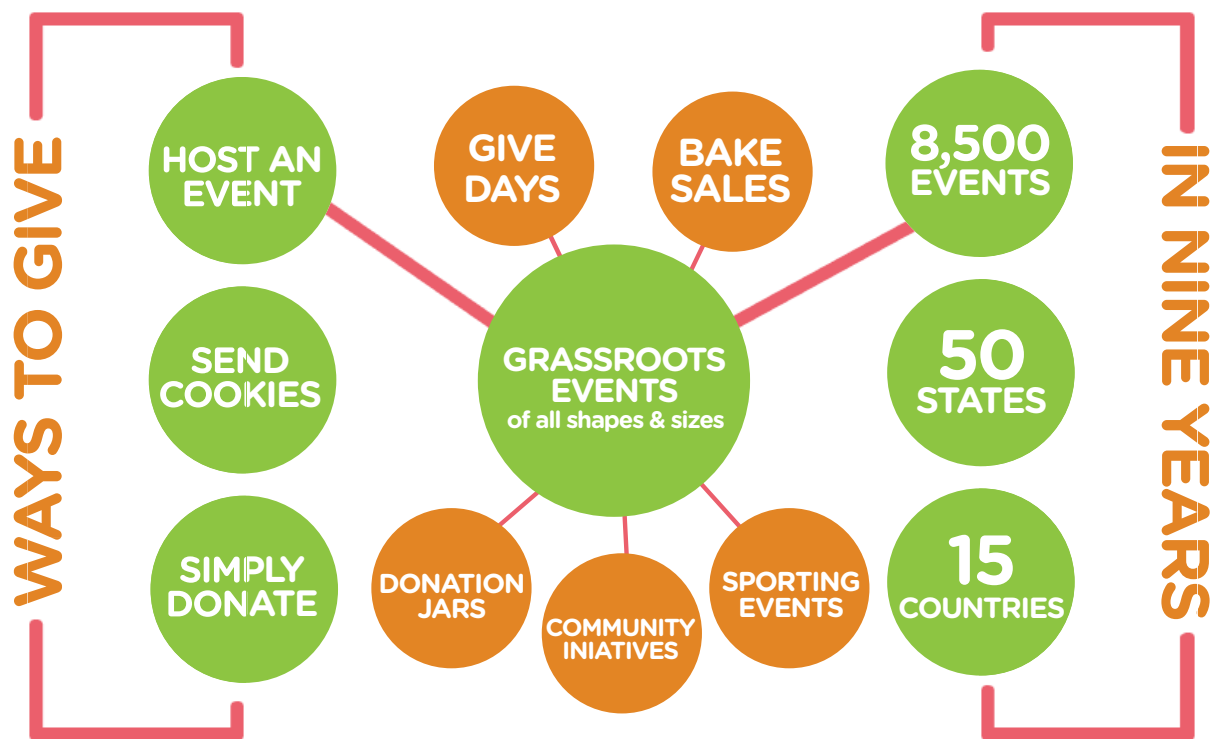 WAYS TO GIVE
HOST AN
EVENT
SEND
COOKIES
SIMPLY
DONATE
GIVE
DAYS
BAKE
SALES
GRASSROOTS
EVENTS
of all shapes & sizes
DONATION
JARS
COMMUNITY
INIATIVES
SPORTING
EVENTS
8,500
EVENTS
50
STATES
15
COUNTRIES
IN NINE YEARS